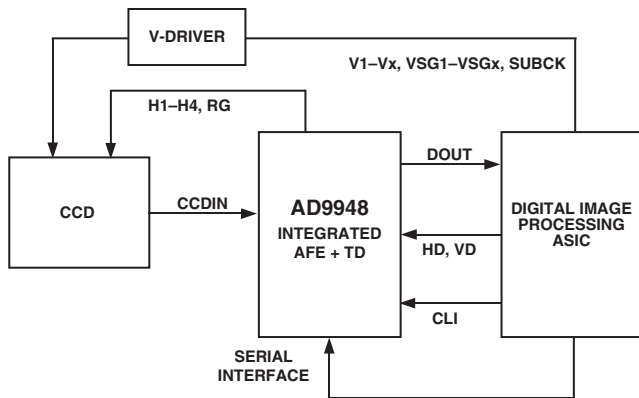 V-DRIVER
V1–Vx, VSG1–VSGx, SUBCK
H1–H4, RG
DOUT
CCD
CCDIN
AD9948
INTEGRATED
AFE + TD
DIGITAL IMAGE
PROCESSING
ASIC
HD, VD
CLI
SERIAL
INTERFACE